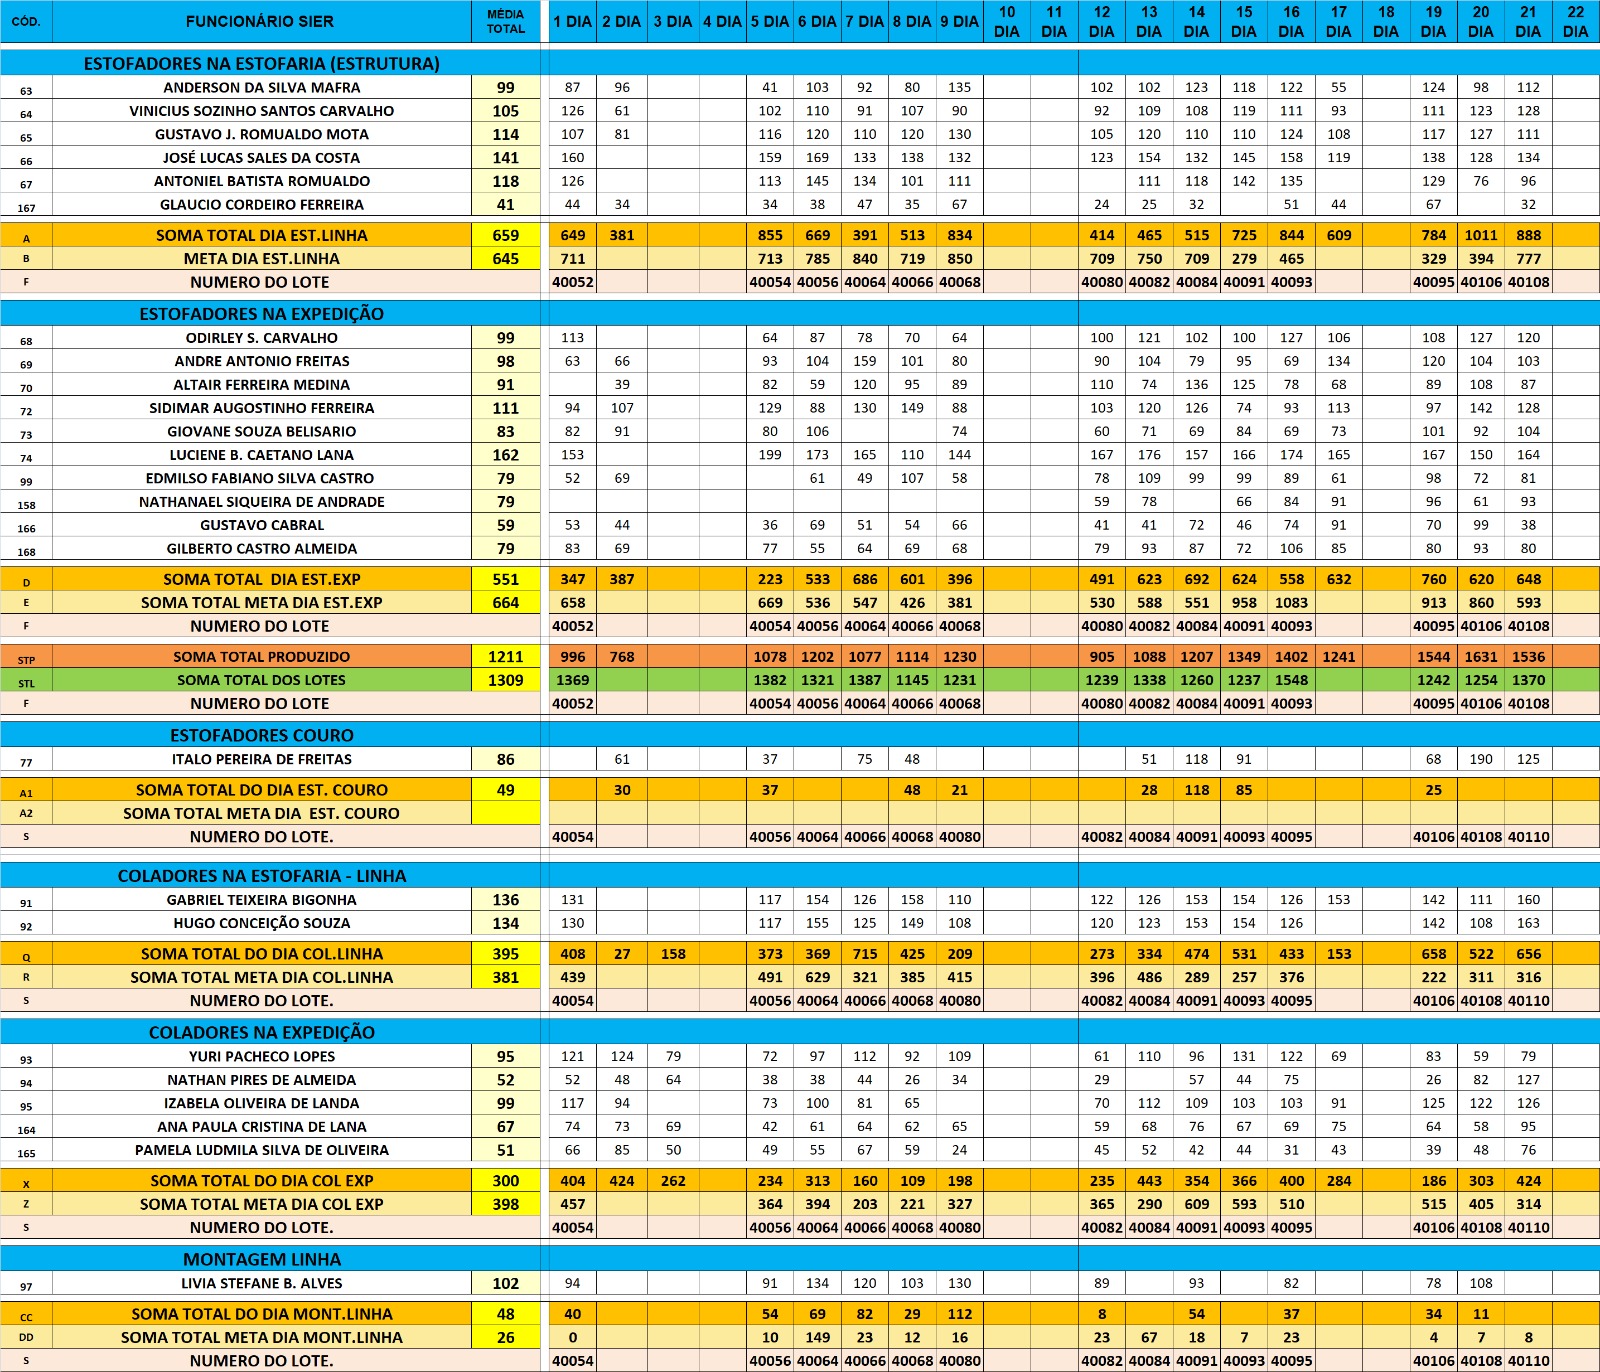 CÓD. FUNCIONÁRIO SIER MÉDIA TOTAL 1 DIA 2 DIA 3 DIA 4 DIA 5 DIA 6 DIA 7 DIA 8 DIA 9 DIA 10 DIA 11 DIA 12 DIA 13 DIA 14 DIA 15 DIA 16 DIA 17 DIA 18 DIA 19 DIA 20 DIA 21 DIA 22 DIA
ESTOFADORES NA ESTOFARIA (ESTRUTURA)
63 ANDERSON DA SILVA MAFRA 99 87 96 41 103 92 80 135 102 102 123 118 122 55 124 98 112
64 VINICIUS SOZINHO SANTOS CARVALHO 105 126 61 102 110 91 107 90 92 109 108 119 111 93 111 123 128
65 GUSTAVO J. ROMUALDO MOTA 114 107 81 116 120 110 120 130 105 120 110 110 124 108 117 127 111
66 JOSÉ LUCAS SALES DA COSTA 141 160 159 169 133 138 132 123 154 132 145 158 119 138 128 134
67 ANTONIEL BATISTA ROMUALDO 118 126 113 145 134 101 111 111 118 142 135 129 76 96
167 GLAUCIO CORDEIRO FERREIRA 41 44 34 34 38 47 35 67 24 25 32 51 44 67 32
A SOMA TOTAL DIA EST.LINHA 659 649 381 855 669 391 513 834 414 465 515 725 844 609 784 1011 888
B META DIA EST.LINHA 645 711 713 785 840 719 850 709 750 709 279 465 329 394 777
F NUMERO DO LOTE 40052 40054 40056 40064 40066 40068 40080 40082 40084 40091 40093 40095 40106 40108
ESTOFADORES NA EXPEDIÇÃO
68 ODIRLEY S. CARVALHO 99 113 64 87 78 70 64 100 121 102 100 127 106 108 127 120
69 ANDRE ANTONIO FREITAS 98 63 66 93 104 159 101 80 90 104 79 95 69 134 120 104 103
70 ALTAIR FERREIRA MEDINA 91 39 82 59 120 95 89 110 74 136 125 78 68 89 108 87
72 SIDIMAR AUGOSTINHO FERREIRA 111 94 107 129 88 130 149 88 103 120 126 74 93 113 97 142 128
73 GIOVANE SOUZA BELISARIO 83 82 91 80 106 74 60 71 69 84 69 73 101 92 104
74 LUCIENE B. CAETANO LANA 162 153 199 173 165 110 144 167 176 157 166 174 165 167 150 164
99 EDMILSO FABIANO SILVA CASTRO 79 52 69 61 49 107 58 78 109 99 99 89 61 98 72 81
158 NATHANAEL SIQUEIRA DE ANDRADE 79 59 78 66 84 91 96 61 93
166 GUSTAVO CABRAL 59 53 44 36 69 51 54 66 41 41 72 46 74 91 70 99 38
168 GILBERTO CASTRO ALMEIDA 79 83 69 77 55 64 69 68 79 93 87 72 106 85 80 93 80
D SOMA TOTAL DIA EST.EXP 551 347 387 223 533 686 601 396 491 623 692 624 558 632 760 620 648
E SOMA TOTAL META DIA EST.EXP 664 658 669 536 547 426 381 530 588 551 958 1083 913 860 593
F NUMERO DO LOTE 40052 40054 40056 40064 40066 40068 40080 40082 40084 40091 40093 40095 40106 40108
STP SOMA TOTAL PRODUZIDO 1211 996 768 1078 1202 1077 1114 1230 905 1088 1207 1349 1402 1241 1544 1631 1536
STL SOMA TOTAL DOS LOTES 1309 1369 1382 1321 1387 1145 1231 1239 1338 1260 1237 1548 1242 1254 1370
F NUMERO DO LOTE 40052 40054 40056 40064 40066 40068 40080 40082 40084 40091 40093 40095 40106 40108
ESTOFADORES COURO
77 ITALO PEREIRA DE FREITAS 86 61 37 75 48 51 118 91 68 190 125
A1 SOMA TOTAL DO DIA EST. COURO 49 30 37 48 21 28 118 85 25
A2 SOMA TOTAL META DIA EST. COURO
S NUMERO DO LOTE. 40054 40056 40064 40066 40068 40080 40082 40084 40091 40093 40095 40106 40108 40110
COLADORES NA ESTOFARIA - LINHA
91 GABRIEL TEIXEIRA BIGONHA 136 131 117 154 126 158 110 122 126 153 154 126 153 142 111 160
92 HUGO CONCEIÇÃO SOUZA 134 130 117 155 125 149 108 120 123 153 154 126 142 108 163
Q SOMA TOTAL DO DIA COL.LINHA 395 408 27 158 373 369 715 425 209 273 334 474 531 433 153 658 522 656
R SOMA TOTAL META DIA COL.LINHA 381 439 491 629 321 385 415 396 486 289 257 376 222 311 316
S NUMERO DO LOTE. 40054 40056 40064 40066 40068 40080 40082 40084 40091 40093 40095 40106 40108 40110
COLADORES NA EXPEDIÇÃO
93 YURI PACHECO LOPES 95 121 124 79 72 97 112 92 109 61 110 96 131 122 69 83 59 79
94 NATHAN PIRES DE ALMEIDA 52 52 48 64 38 38 44 26 34 29 57 44 75 26 82 127
95 IZABELA OLIVEIRA DE LANDA 99 117 94 73 100 81 65 70 112 109 103 103 91 125 122 126
164 ANA PAULA CRISTINA DE LANA 67 74 73 69 42 61 64 62 65 59 68 76 67 69 75 64 58 95
165 PAMELA LUDMILA SILVA DE OLIVEIRA 51 66 85 50 49 55 67 59 24 45 52 42 44 31 43 39 48 76
X SOMA TOTAL DO DIA COL EXP 300 404 424 262 234 313 160 109 198 235 443 354 366 400 284 186 303 424
Z SOMA TOTAL META DIA COL EXP 398 457 364 394 203 221 327 365 290 609 593 510 515 405 314
S NUMERO DO LOTE. 40054 40056 40064 40066 40068 40080 40082 40084 40091 40093 40095 40106 40108 40110
MONTAGEM LINHA
97 LIVIA STEFANE B. ALVES 102 94 91 134 120 103 130 89 93 82 78 108
CC SOMA TOTAL DO DIA MONT.LINHA 48 40 54 69 82 29 112 8 54 37 34 11
DD SOMA TOTAL META DIA MONT.LINHA 26 0 10 149 23 12 16 23 67 18 7 23 4 7 8
S NUMERO DO LOTE. 40054 40056 40064 40066 40068 40080 40082 40084 40091 40093 40095 40106 40108 40110